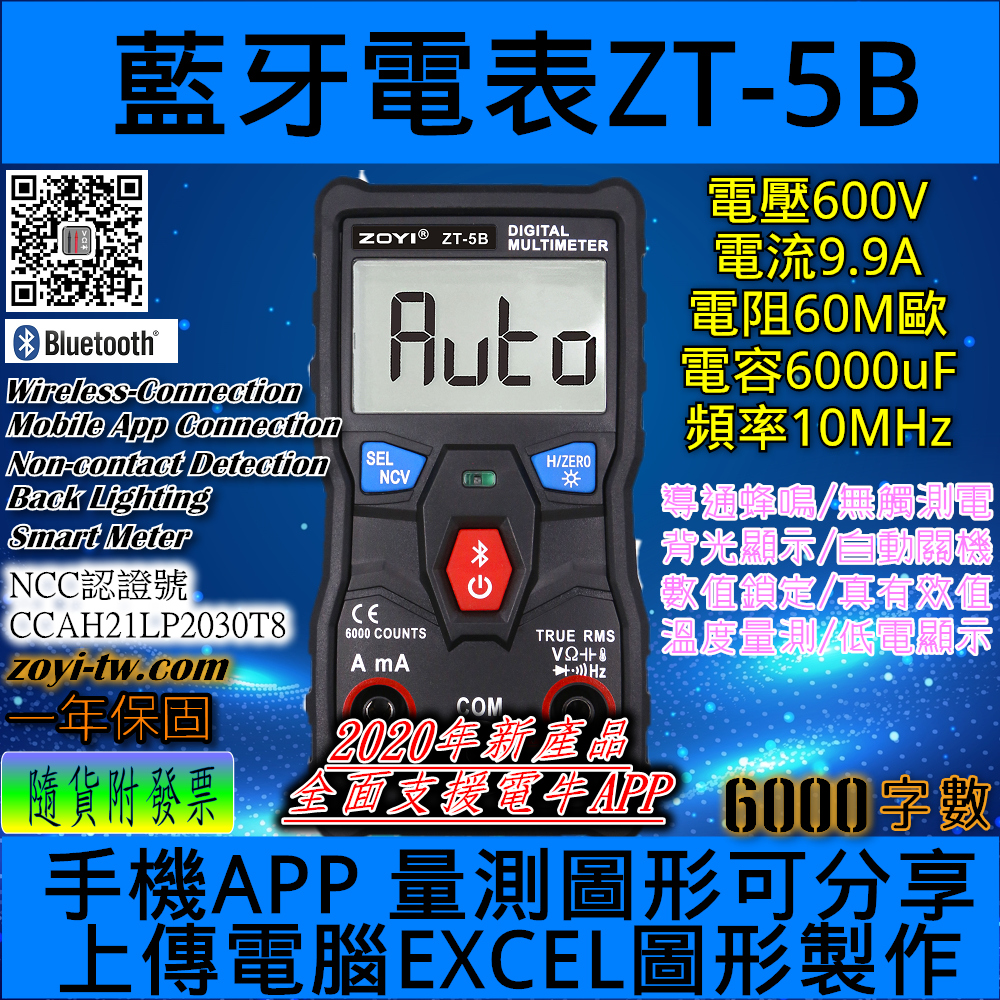 藍牙電表ZT-5B
Bluetooth®
Wireless-Connection
Mobile App Connection
Non-contact Detection
Back Lighting
Smart Meter
NCC認證號
CCAH21LP2030T8
zoyi-tw.com
一年保固
隨貨附發票
ZOYI® ZT-5B DIGITAL
MULTIMETER
Auto
SEL
NCV
H/ZERO
CE
6000 COUNTS
TRUE RMS
A mA
VΩ
Hz
COM
2020年新產品
全面支援電牛APP
電壓600V
電流9.9A
電阻60M歐
電容6000uF
頻率10MHz
導通蜂鳴/無觸測電
背光顯示/自動關機
數值鎖定/真有效值
溫度量測/低電顯示
6000字數
手機APP 量測圖形可分享
上傳電腦EXCEL圖形製作